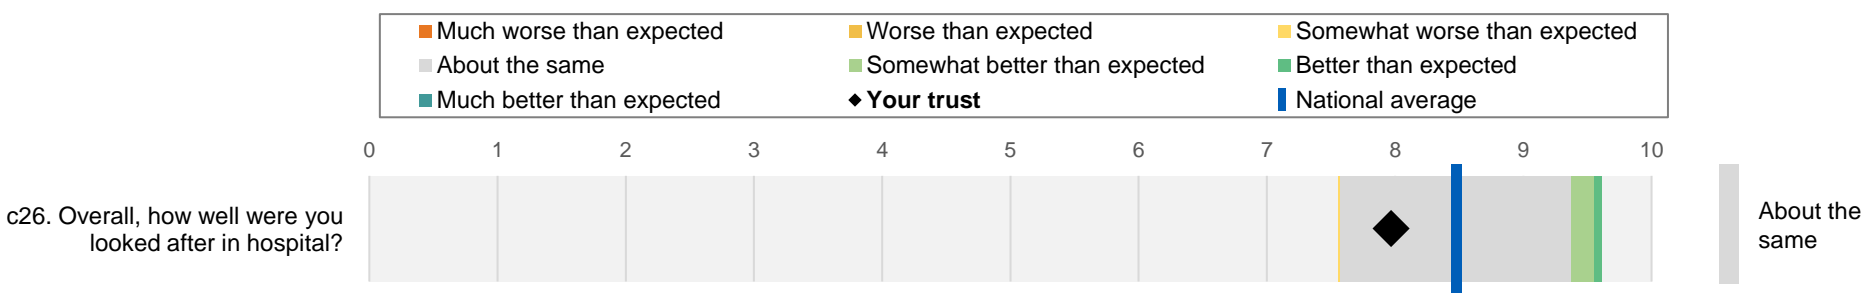 Much worse than expected Worse than expected Somewhat worse than expected
About the same Somewhat better than expected Better than expected
Much better than expected Your trust National average
0 1 2 3 4 5 6 7 8 9 10
c26. Overall, how well were you
looked after in hospital?
About the
same